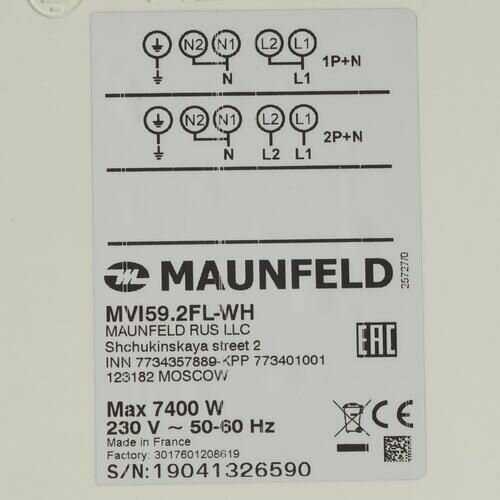 N2 N1 L2 L1
N L1 1P+N
N2 N1 L2 L1
N L2 L1 2P+N
MAUNFELD
25727/0
MVI59.2FL-WH
MAUNFELD RUS LLC
Shchukinskaya street 2
INN 7734357889-KPP 773401001
123182 MOSCOW
EAC
Max 7400 W
230 V ~ 50-60 Hz
CE
Made in France
Factory: 3017601208619
S/N:19041326590